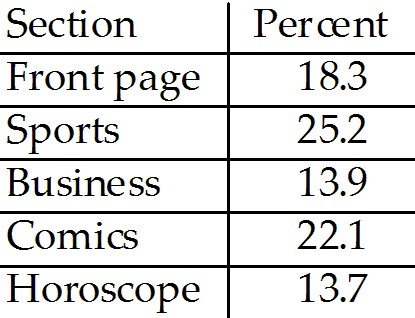 Section Percent
Front page 18.3
Sports 25.2
Business 13.9
Comics 22.1
Horoscope 13.7